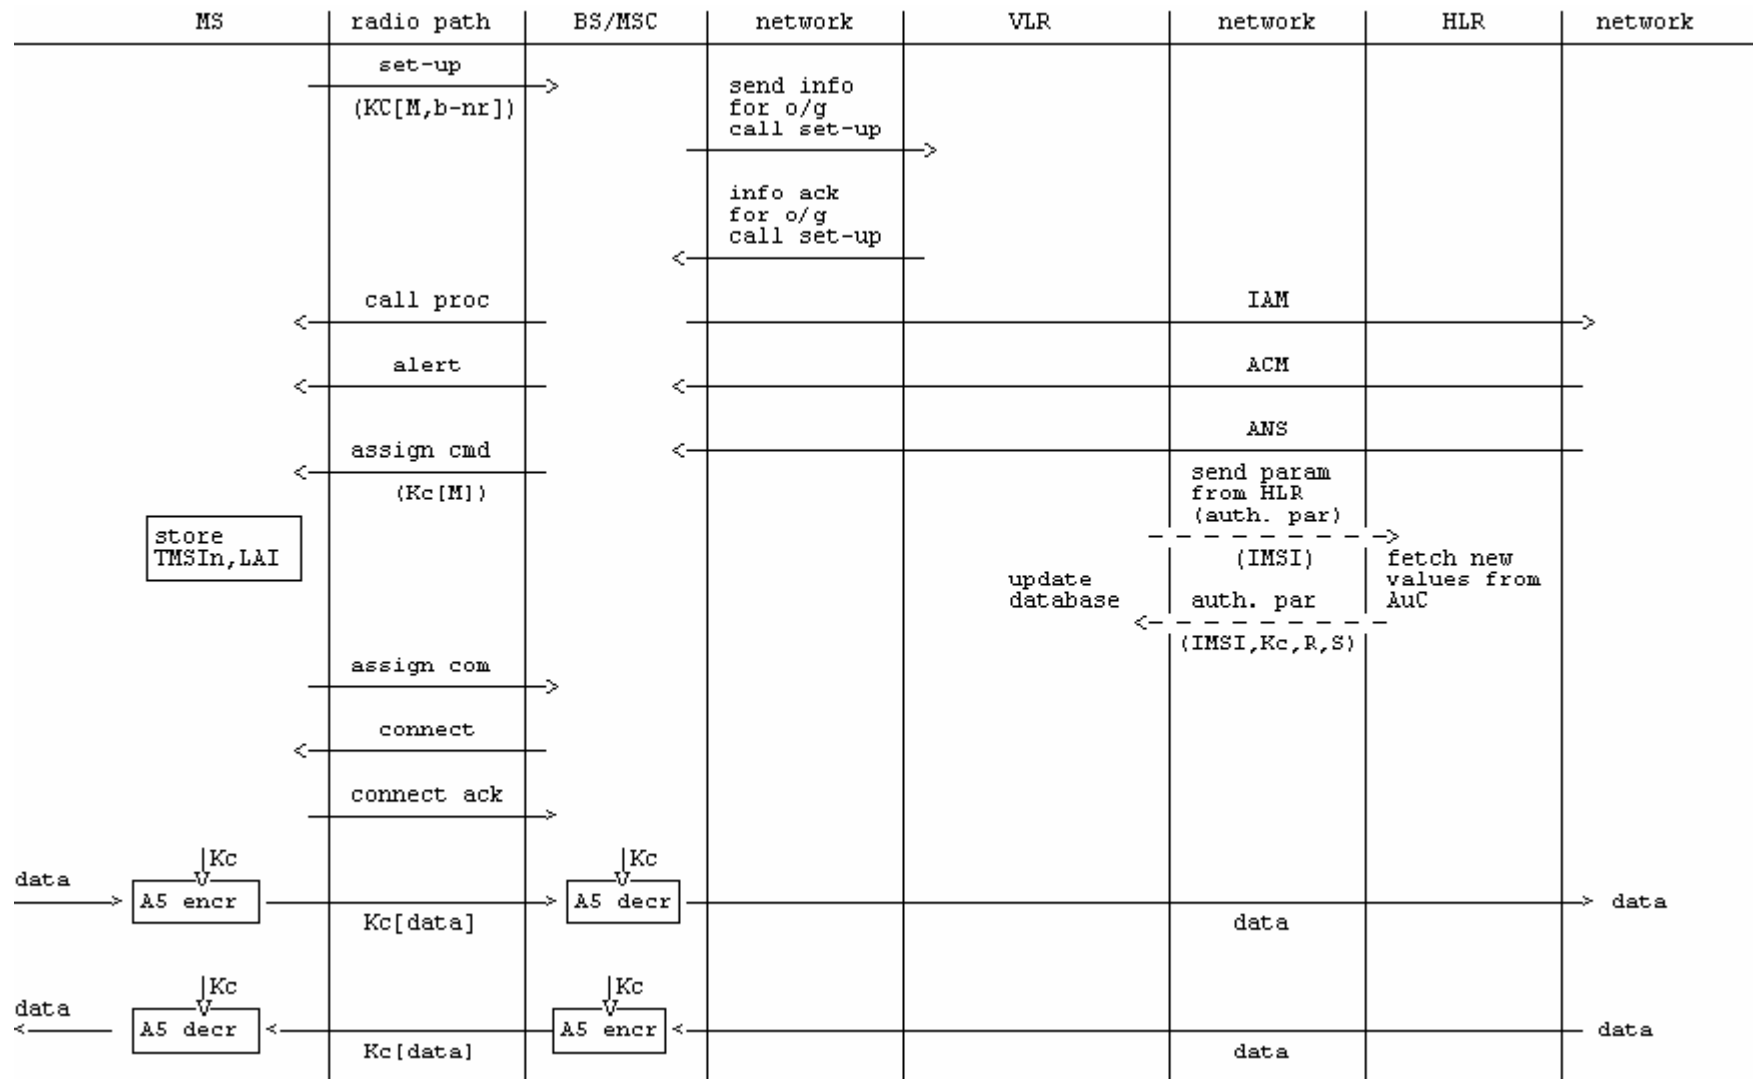 MS radio path BS/MSC network VLR network HLR network
set-up
(KC[M,b-nr])
send info
for o/g
call set-up
info ack
for o/g
call set-up
call proc IAM
alert ACM
ANS
assign cmd
(Kc[M])
send param
from HLR
(auth. par)
store
TMSIn,LAI
(IMSI)
fetch new
values from
AuC
update
database
auth. par
(IMSI,Kc,R,S)
assign com
connect
connect ack
Kc Kc
data A5 encr A5 decr data
Kc[data] data
Kc Kc
data A5 decr A5 encr data
Kc[data] data